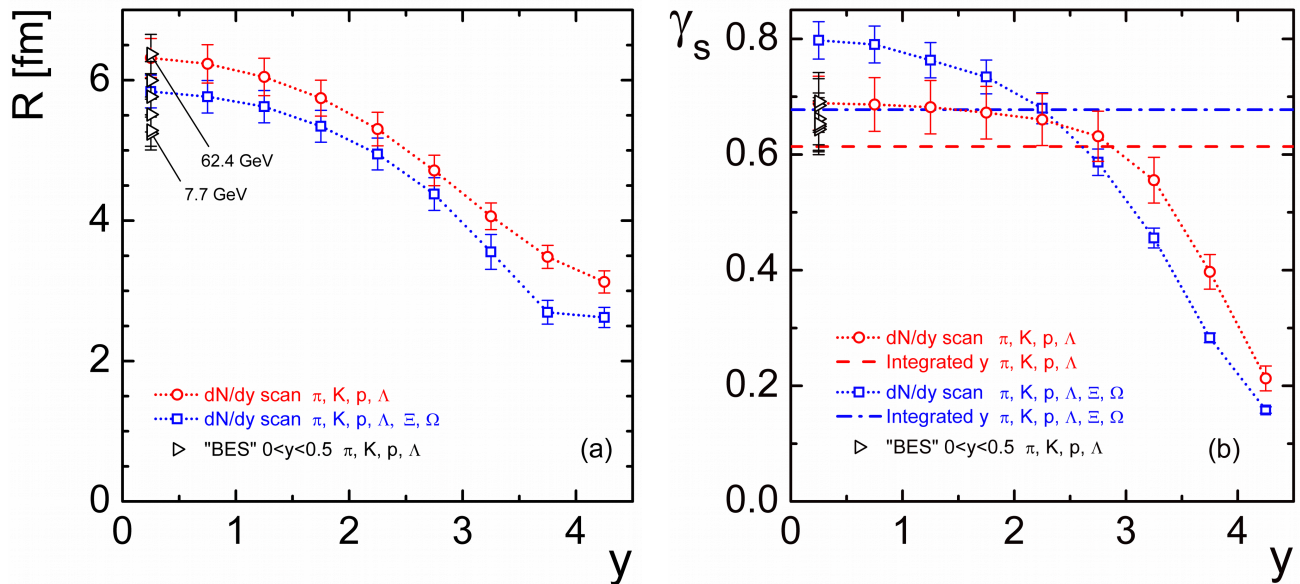 R [fm]
6
4
2
0
62.4 GeV
7.7 GeV
dN/dy scan π, K, p, Λ
dN/dy scan π, K, p, Λ, Ξ, Ω
"BES" 0<y<0.5 π, K, p, Λ
(a)
0 1 2 3 4
y
γs
0.8
0.6
0.4
0.2
0.0
dN/dy scan π, K, p, Λ
Integrated y π, K, p, Λ
dN/dy scan π, K, p, Λ, Ξ, Ω
Integrated y π, K, p, Λ, Ξ, Ω
"BES" 0<y<0.5 π, K, p, Λ
(b)
0 1 2 3 4
y